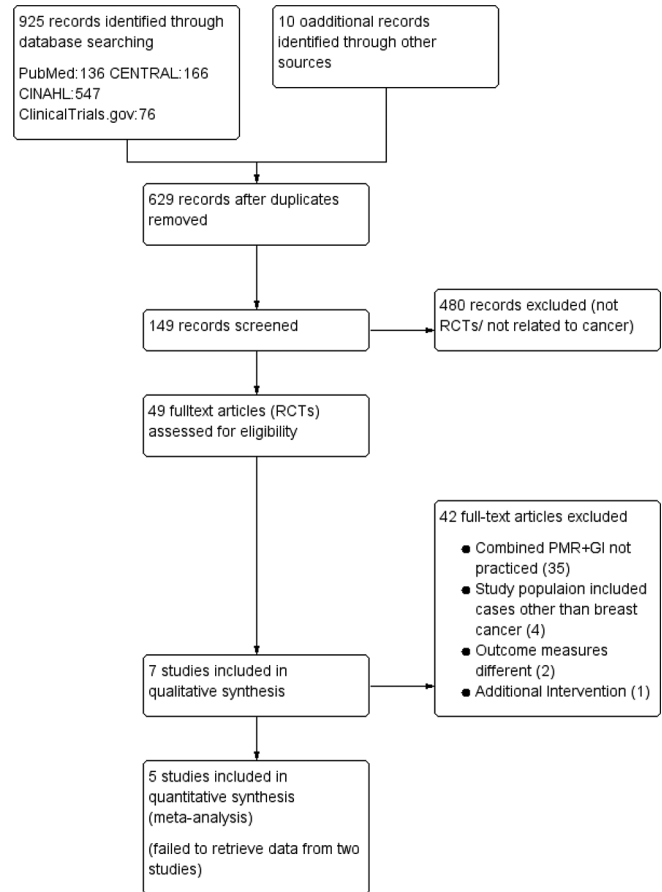 925 records identified through
database searching
PubMed:136 CENTRAL:166
CINAHL:547
ClinicalTrials.gov:76
10 oadditional records
identified through other
sources
629 records after duplicates
removed
149 records screened
480 records excluded (not
RCTs/ not related to cancer)
49 fulltext articles (RCTs)
assessed for eligibility
42 full-text articles excluded
● Combined PMR+GI not
practiced (35)
● Study populaion included
cases other than breast
cancer (4)
● Outcome measures
different (2)
● Additional Intervention (1)
7 studies included in
qualitative synthesis
5 studies included in
quantitative synthesis
(meta-analysis)
(failed to retrieve data from two
studies)